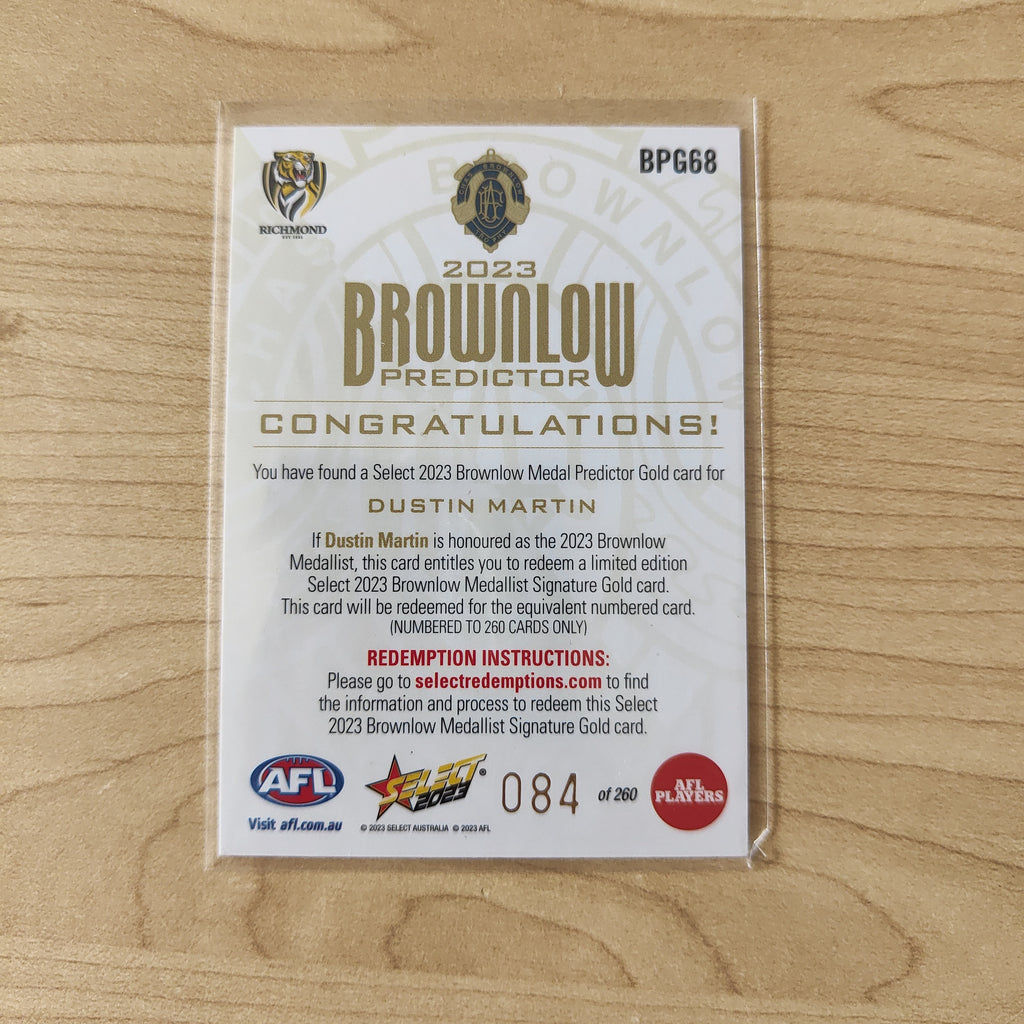 BPG68
RICHMOND
CHAS BROWNLOW
2023
BROWNLOW
PREDICTOR
CONGRATULATIONS!
You have found a Select 2023 Brownlow Medal Predictor Gold card for
DUSTIN MARTIN
If Dustin Martin is honoured as the 2023 Brownlow
Medallist, this card entitles you to redeem a limited edition
Select 2023 Brownlow Medallist Signature Gold card.
This card will be redeemed for the equivalent numbered card.
(NUMBERED TO 260 CARDS ONLY)
REDEMPTION INSTRUCTIONS:
Please go to selectredemptions.com to find
the information and process to redeem this Select
2023 Brownlow Medallist Signature Gold card.
AFL
Visit afl.com.au
SELECT®
2023
© 2023 SELECT AUSTRALIA © 2023 AFL
084 of 260
AFL
PLAYERS